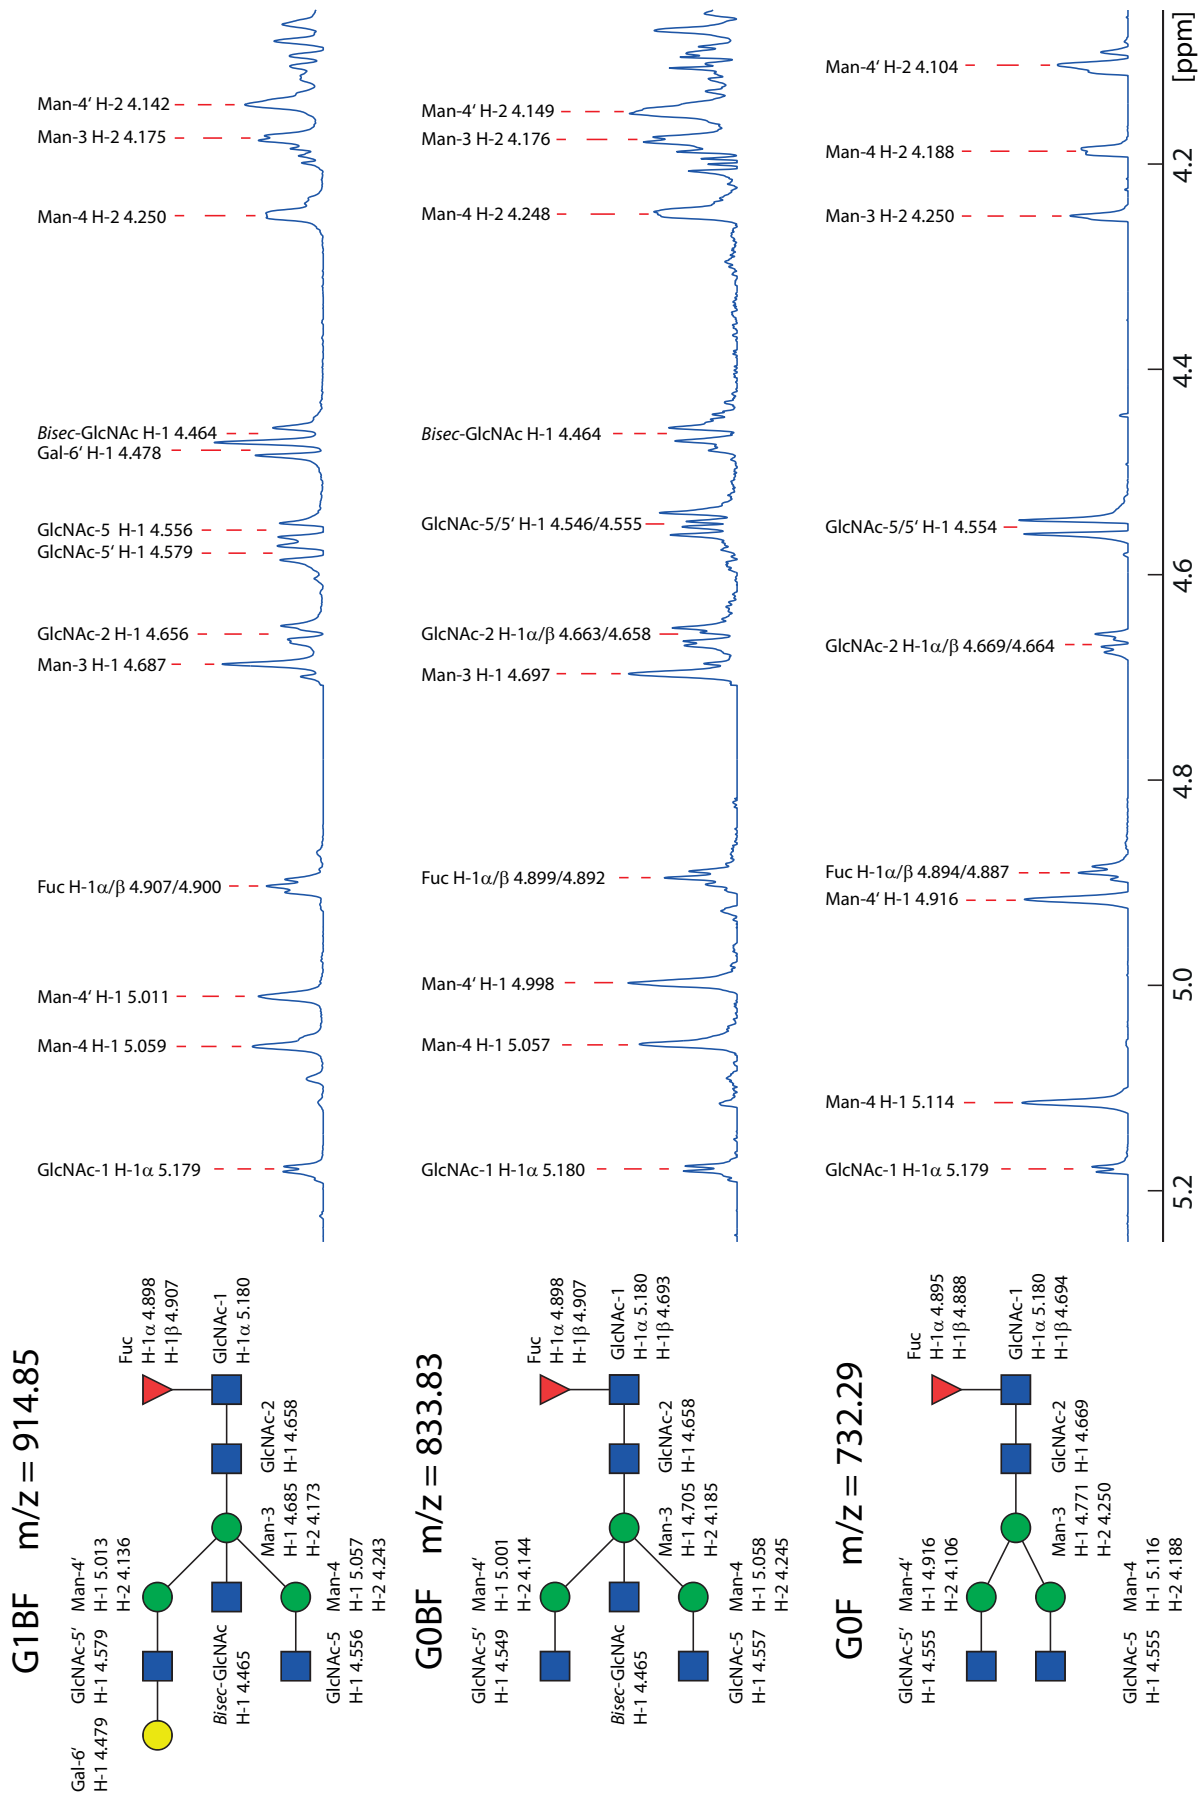 G1BF m/z = 914.85
Gal-6′
H-1 4.479
GlcNAc-5′
H-1 4.579
Man-4′
H-1 5.013
H-2 4.136
Bisec-GlcNAc
H-1 4.465
GlcNAc-5
H-1 4.556
Man-4
H-1 5.057
H-2 4.243
Man-3
H-1 4.685
H-2 4.173
GlcNAc-2
H-1 4.658
Fuc
H-1α 4.898
H-1β 4.907
GlcNAc-1
H-1α 5.180
GlcNAc-1 H-1α 5.179
Man-4 H-1 5.059
Man-4′ H-1 5.011
Fuc H-1α/β 4.907/4.900
Man-3 H-1 4.687
GlcNAc-2 H-1 4.656
GlcNAc-5′ H-1 4.579
GlcNAc-5 H-1 4.556
Gal-6′ H-1 4.478
Bisec-GlcNAc H-1 4.464
Man-4 H-2 4.250
Man-3 H-2 4.175
Man-4′ H-2 4.142
G0BF m/z = 833.83
GlcNAc-5′
H-1 4.549
Man-4′
H-1 5.001
H-2 4.144
Bisec-GlcNAc
H-1 4.465
GlcNAc-5
H-1 4.557
Man-4
H-1 5.058
H-2 4.245
Man-3
H-1 4.705
H-2 4.185
GlcNAc-2
H-1 4.658
Fuc
H-1α 4.898
H-1β 4.907
GlcNAc-1
H-1α 5.180
H-1β 4.693
GlcNAc-1 H-1α 5.180
Man-4 H-1 5.057
Man-4′ H-1 4.998
Fuc H-1α/β 4.899/4.892
Man-3 H-1 4.697
GlcNAc-2 H-1α/β 4.663/4.658
GlcNAc-5/5′ H-1 4.546/4.555
Bisec-GlcNAc H-1 4.464
Man-4 H-2 4.248
Man-3 H-2 4.176
Man-4′ H-2 4.149
G0F m/z = 732.29
GlcNAc-5′
H-1 4.555
Man-4′
H-1 4.916
H-2 4.106
GlcNAc-5
H-1 4.555
Man-4
H-1 5.116
H-2 4.188
Man-3
H-1 4.771
H-2 4.250
GlcNAc-2
H-1 4.669
Fuc
H-1α 4.895
H-1β 4.888
GlcNAc-1
H-1α 5.180
H-1β 4.694
GlcNAc-1 H-1α 5.179
Man-4 H-1 5.114
Man-4′ H-1 4.916
Fuc H-1α/β 4.894/4.887
GlcNAc-2 H-1α/β 4.669/4.664
GlcNAc-5/5′ H-1 4.554
Man-3 H-2 4.250
Man-4 H-2 4.188
Man-4′ H-2 4.104
5.2 5.0 4.8 4.6 4.4 4.2 [ppm]